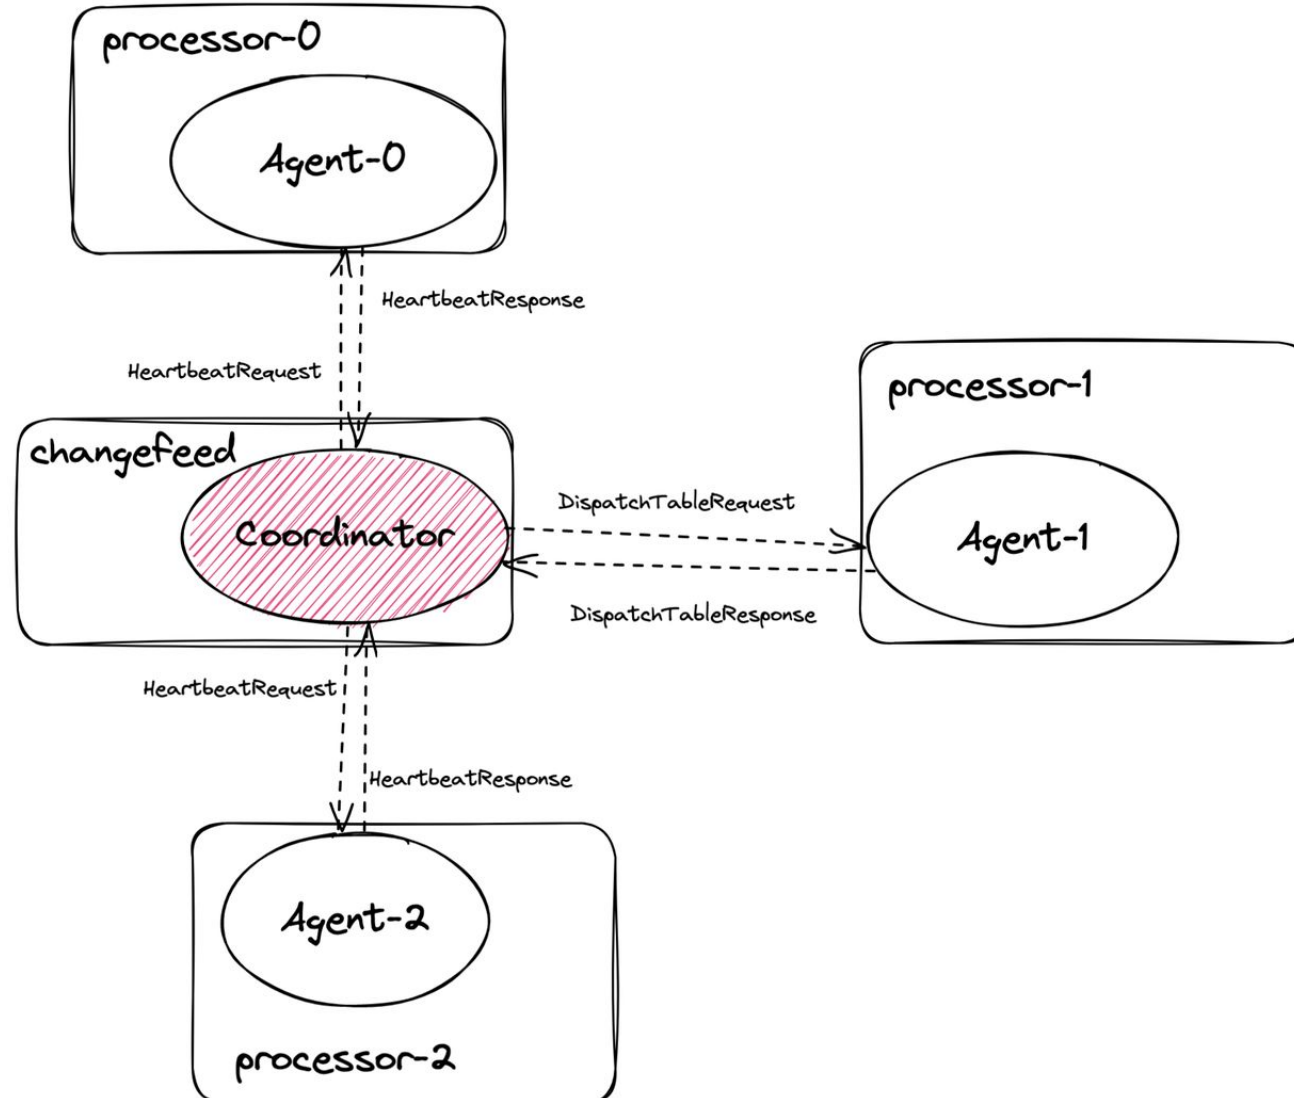 processor-0
Agent-0
HeartbeatResponse
HeartbeatRequest
processor-1
changefeed
DispatchTableRequest
Coordinator
Agent-1
DispatchTableResponse
HeartbeatRequest
HeartbeatResponse
Agent-2
processor-2